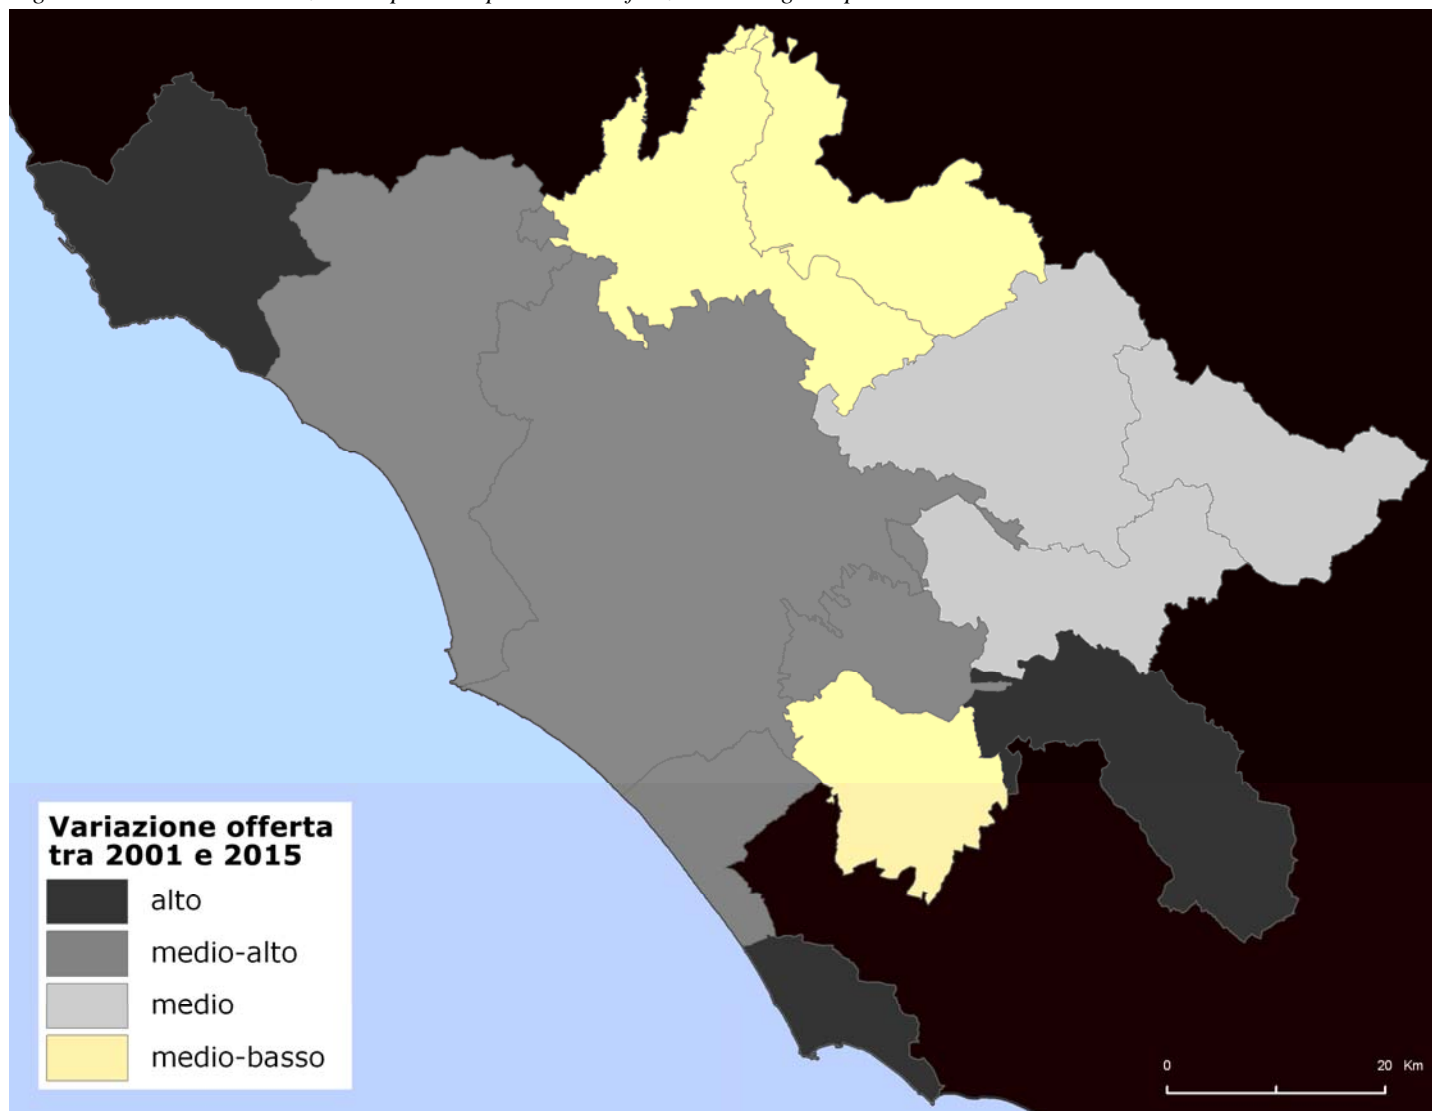 Variazione offerta
tra 2001 e 2015
alto
medio-alto
medio
medio-basso
0 20 Km